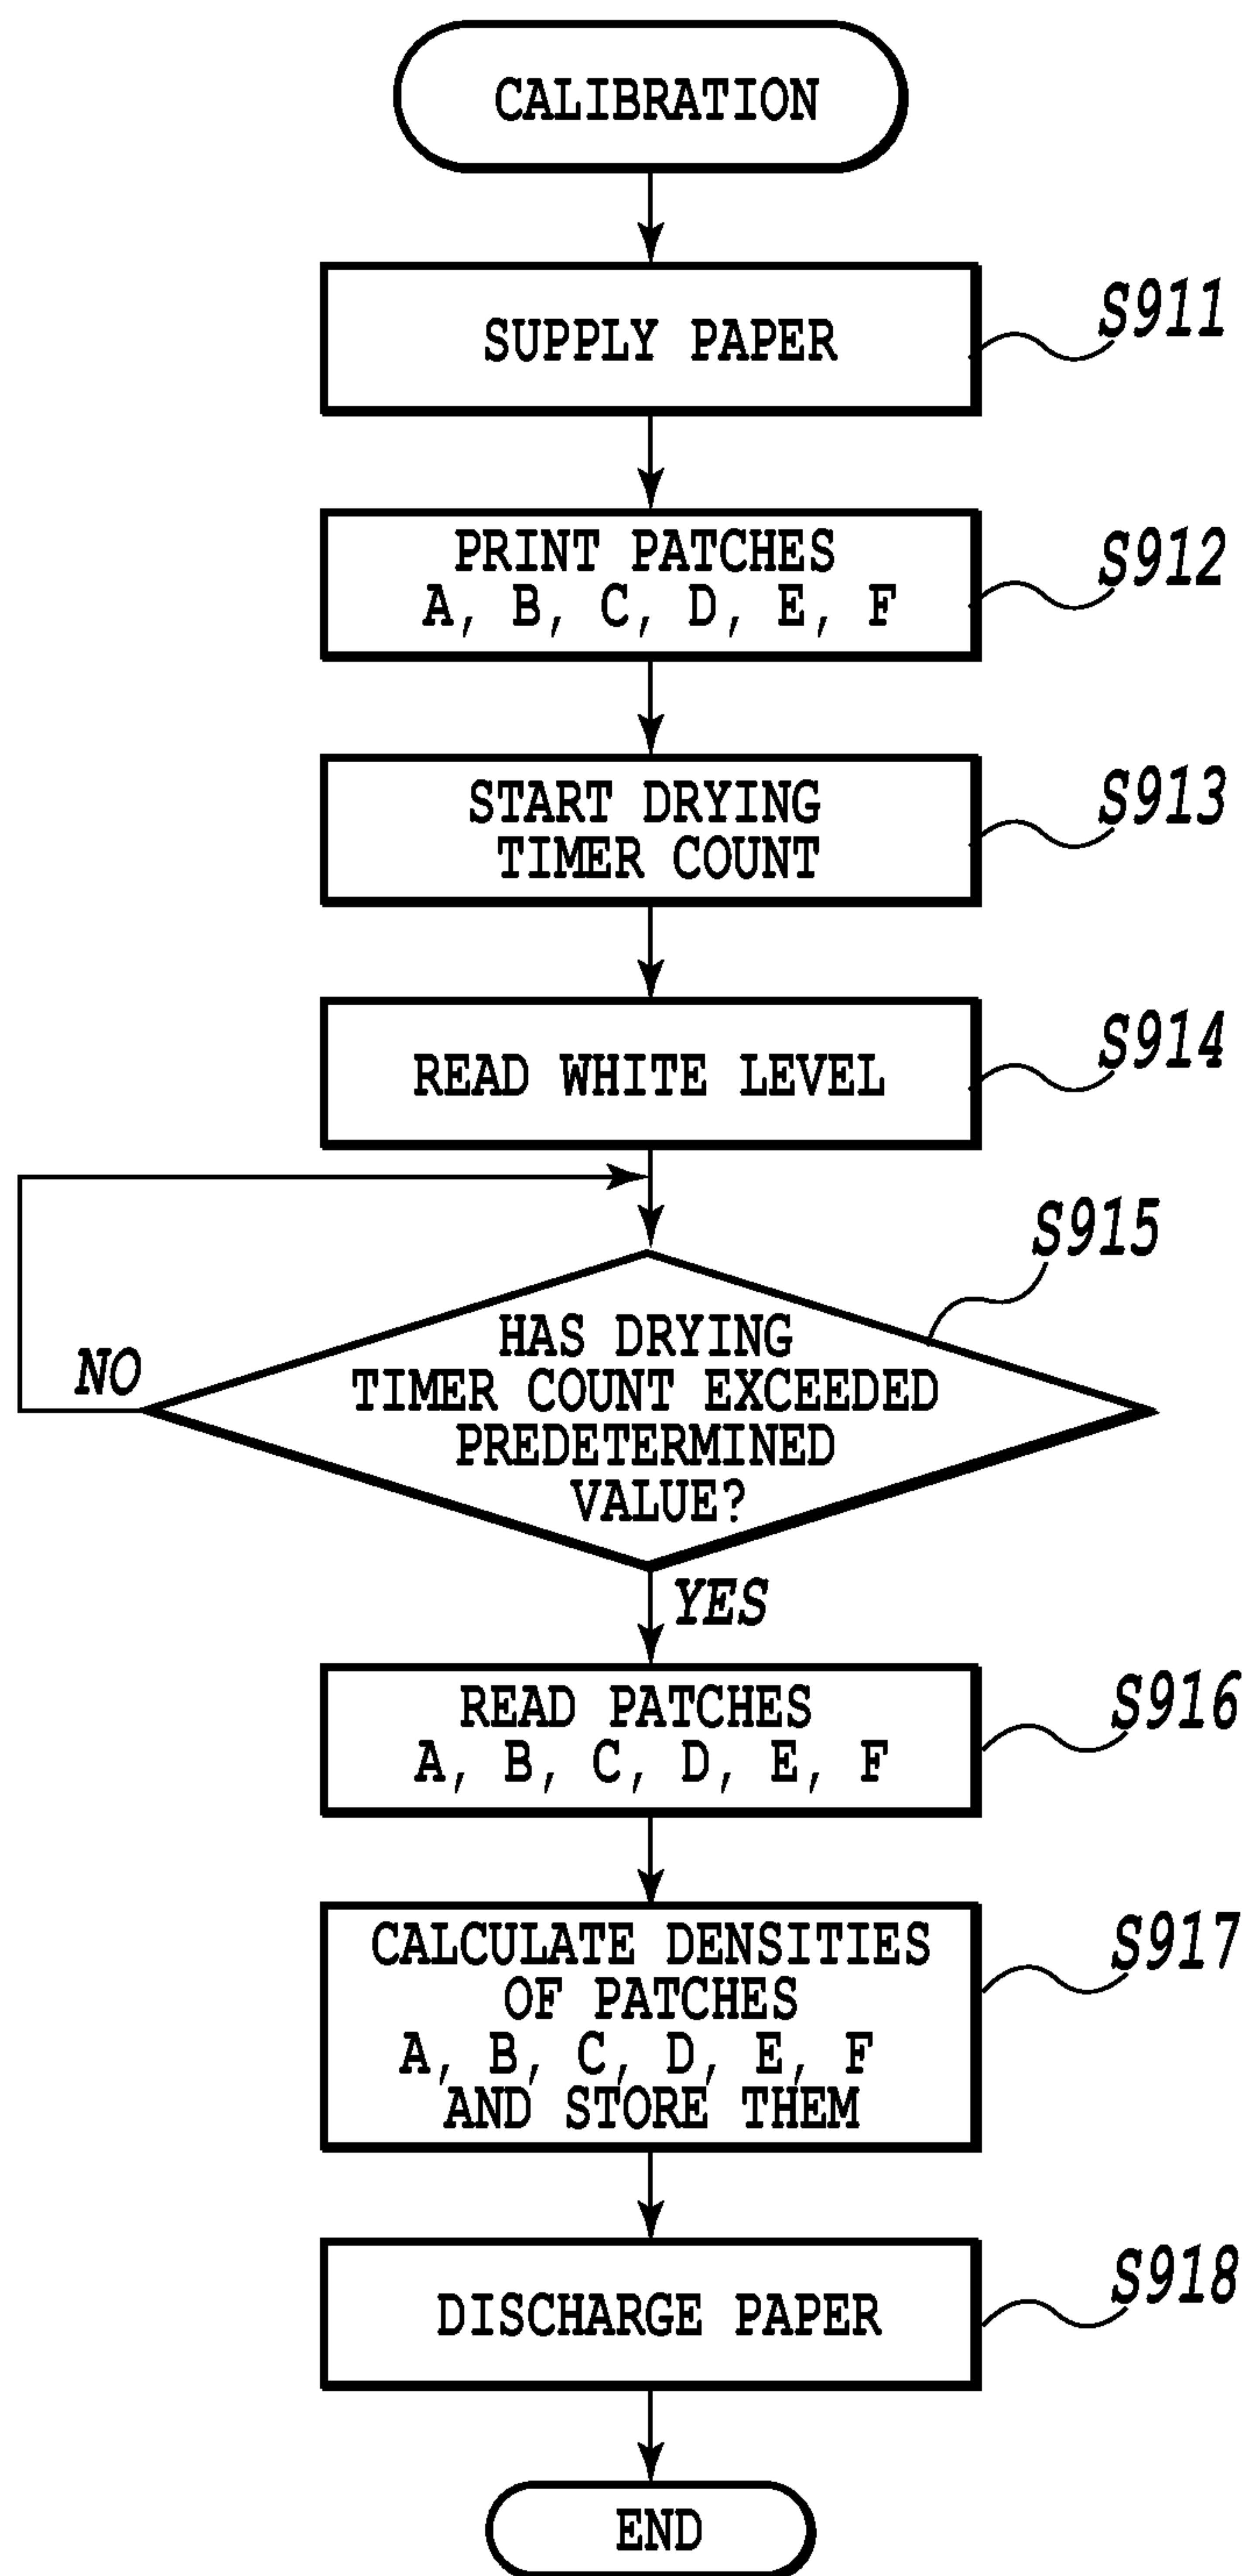 CALIBRATION
SUPPLY PAPER
S911
PRINT PATCHES
A, B, C, D, E, F
S912
START DRYING
TIMER COUNT
S913
READ WHITE LEVEL
S914
S915
HAS DRYING
TIMER COUNT EXCEEDED
PREDETERMINED
VALUE?
NO
YES
READ PATCHES
A, B, C, D, E, F
S916
CALCULATE DENSITIES
OF PATCHES
A, B, C, D, E, F
AND STORE THEM
S917
DISCHARGE PAPER
S918
END